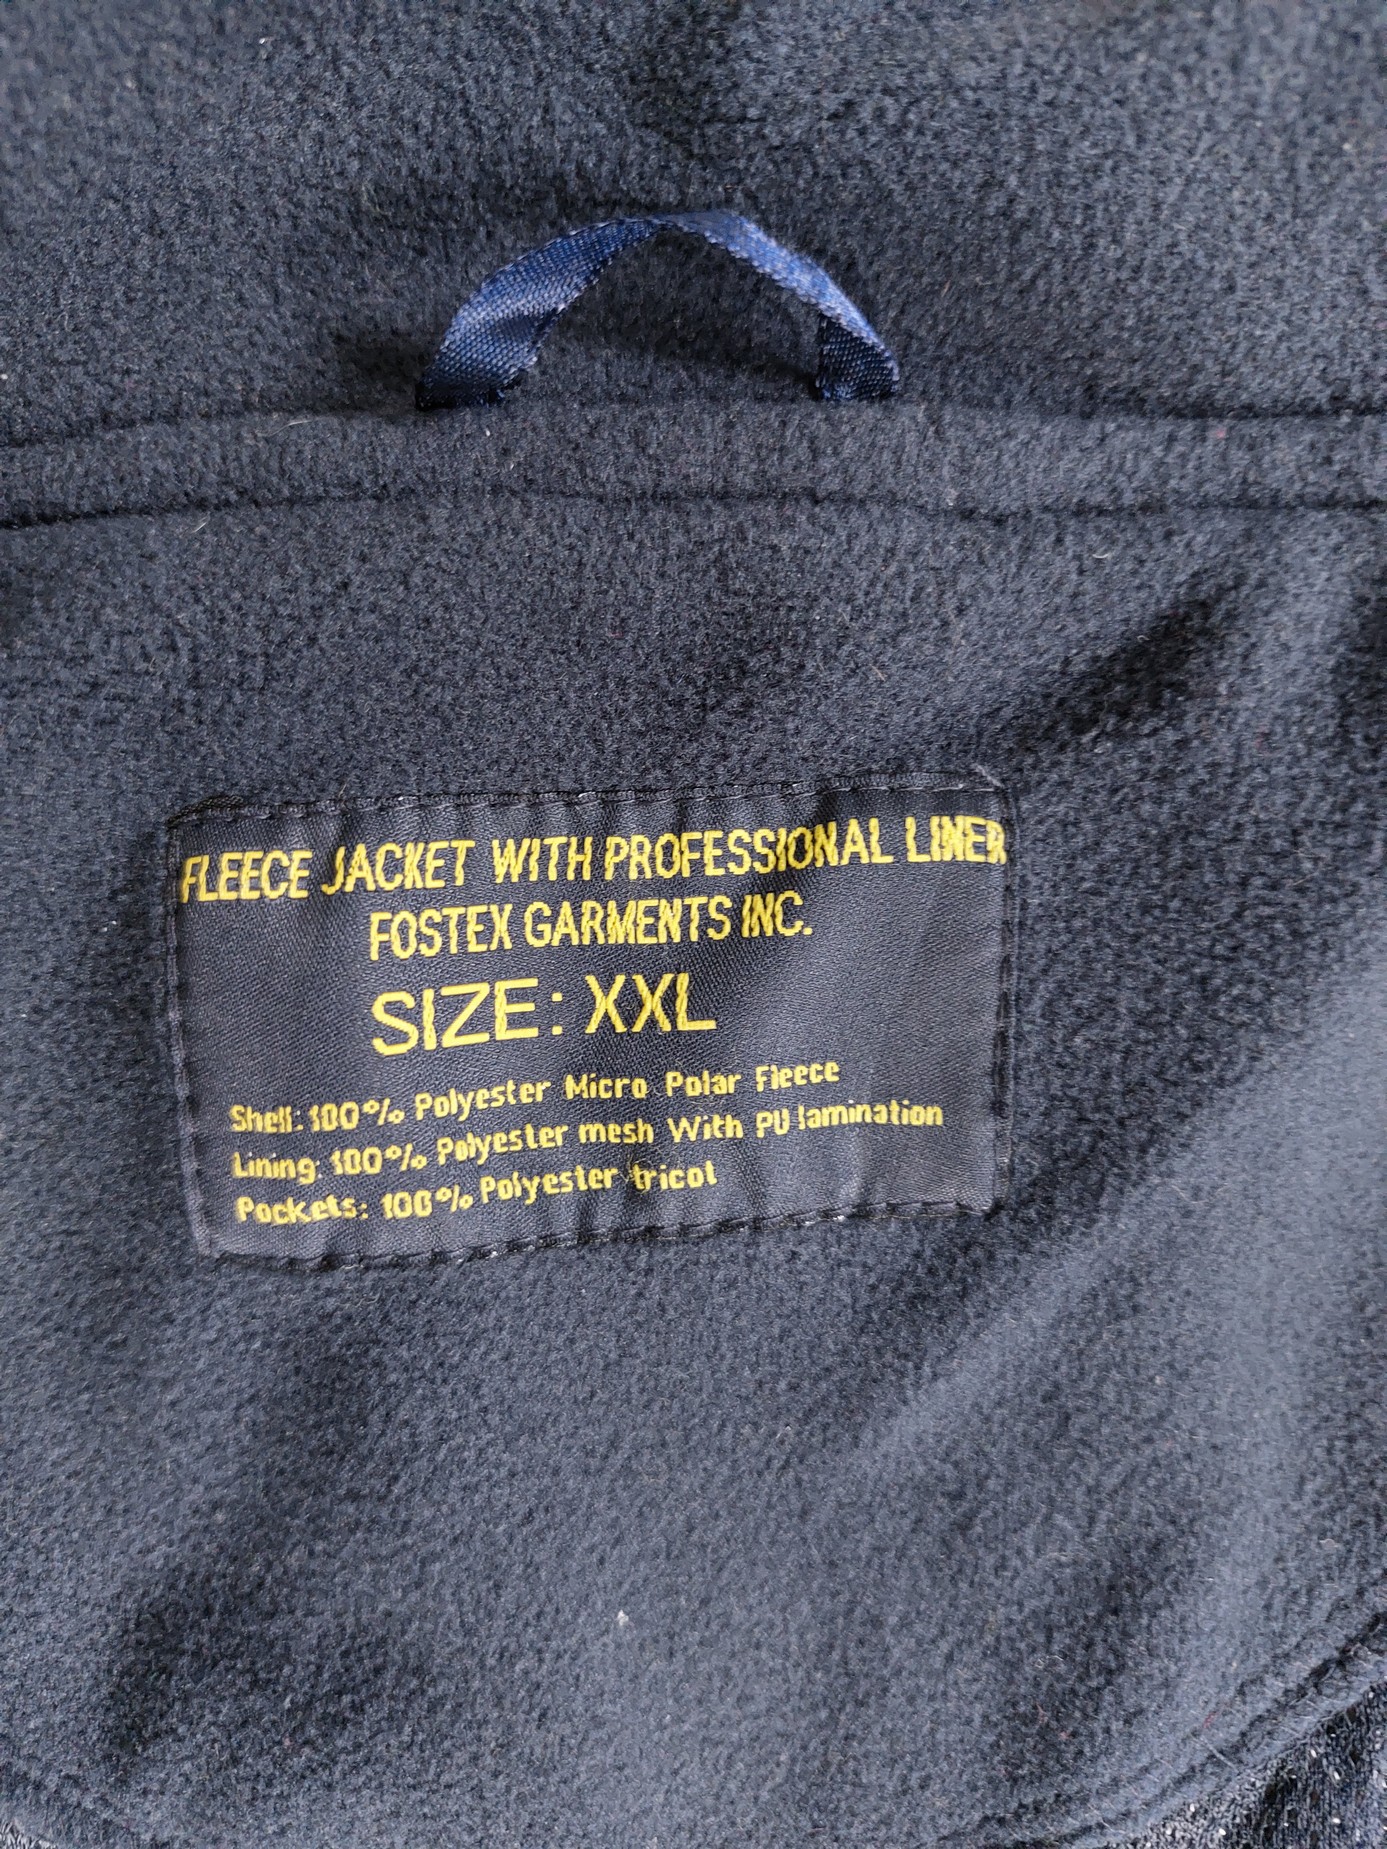 FLEECE JACKET WITH PROFESSIONAL LINER
FOSTEX GARMENTS INC.
SIZE: XXL
Shell: 100% Polyester Micro Polar Fleece
Lining: 100% Polyester mesh With PU lamination
Pockets: 100% Polyester tricot